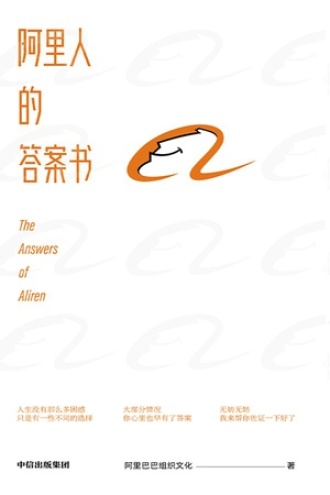 阿里人
的
答案书
The
Answers
of
Aliren
人生没有那么多困惑
只是有一些不同的选择
大部分情况
你心里也早有了答案
无妨无妨
我来帮你佐证一下好了
中信出版集团
阿里巴巴组织文化 著